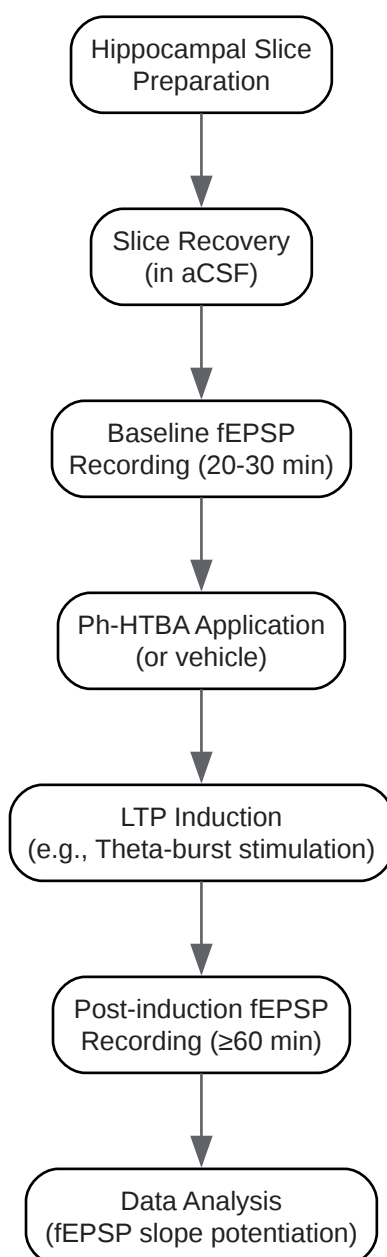 Hippocampal Slice
Preparation
Slice Recovery
(in aCSF)
Baseline fEPSP
Recording (20-30 min)
Ph-HTBA Application
(or vehicle)
LTP Induction
(e.g., Theta-burst stimulation)
Post-induction fEPSP
Recording (≥60 min)
Data Analysis
(fEPSP slope potentiation)